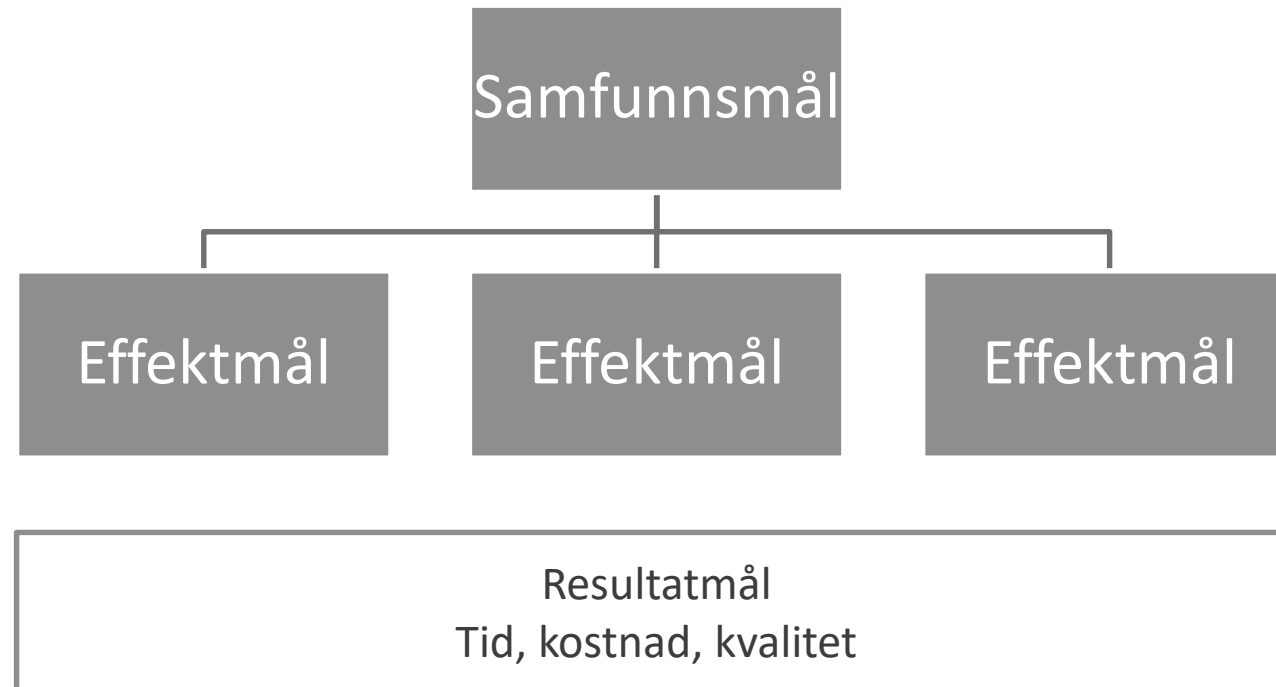 Samfunnsmål
Effektmål
Effektmål
Effektmål
Resultatmål
Tid, kostnad, kvalitet